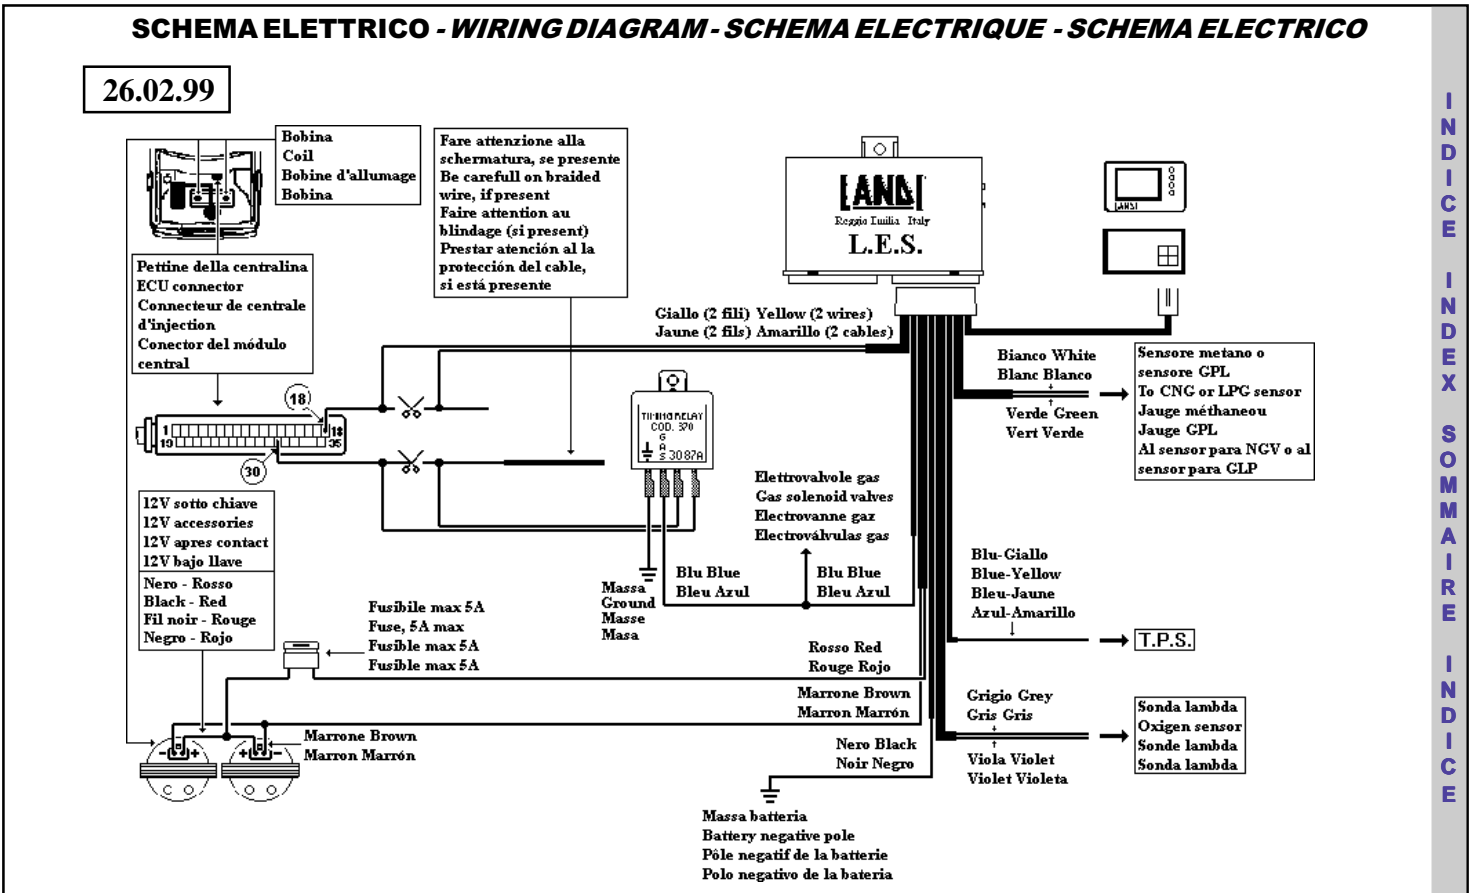 SCHEMA ELETTRICO - WIRING DIAGRAM - SCHEMA ELECTRIQUE - SCHEMA ELECTRICO
26.02.99
Bobina
Coil
Bobine d'allumage
Bobina
Fare attenzione alla
schermatura, se presente
Be carefull on braided
wire, if present
Faire attention au
blindage (si present)
Prestar atención al la
protección del cable,
si está presente
LANDI
Reggio Emilia Italy
L.E.S.
LANDI
Pettine della centralina
ECU connector
Connecteur de centrale
d'injection
Conector del módulo
central
Giallo (2 fili) Yellow (2 wires)
Jaune (2 fils) Amarillo (2 cables)
Bianco White
Blanc Blanco
Verde Green
Vert Verde
Sensore metano o
sensore GPL
To CNG or LPG sensor
Jauge méthaneou
Jauge GPL
Al sensor para NGV o al
sensor para GLP
18
1
18
19
35
30
TIMING RELAY
COD. 370
G
A
S 30 87A
12V sotto chiave
12V accessories
12V apres contact
12V bajo llave
Nero - Rosso
Black - Red
Fil noir - Rouge
Negro - Rojo
Elettrovalvole gas
Gas solenoid valves
Electrovanne gaz
Electroválvulas gas
Massa
Ground
Masse
Masa
Blu Blue
Bleu Azul
Blu Blue
Bleu Azul
Blu-Giallo
Blue-Yellow
Bleu-Jaune
Azul-Amarillo
T.P.S.
Fusibile max 5A
Fuse, 5A max
Fusible max 5A
Fusible max 5A
Rosso Red
Rouge Rojo
Marrone Brown
Marron Marrón
Grigio Grey
Gris Gris
Viola Violet
Violet Violeta
Sonda lambda
Oxigen sensor
Sonde lambda
Sonda lambda
Marrone Brown
Marron Marrón
- +
+ -
Nero Black
Noir Negro
Massa batteria
Battery negative pole
Pôle negatif de la batterie
Polo negativo de la bateria
INDICE INDEX SOMMAIRE INDICE